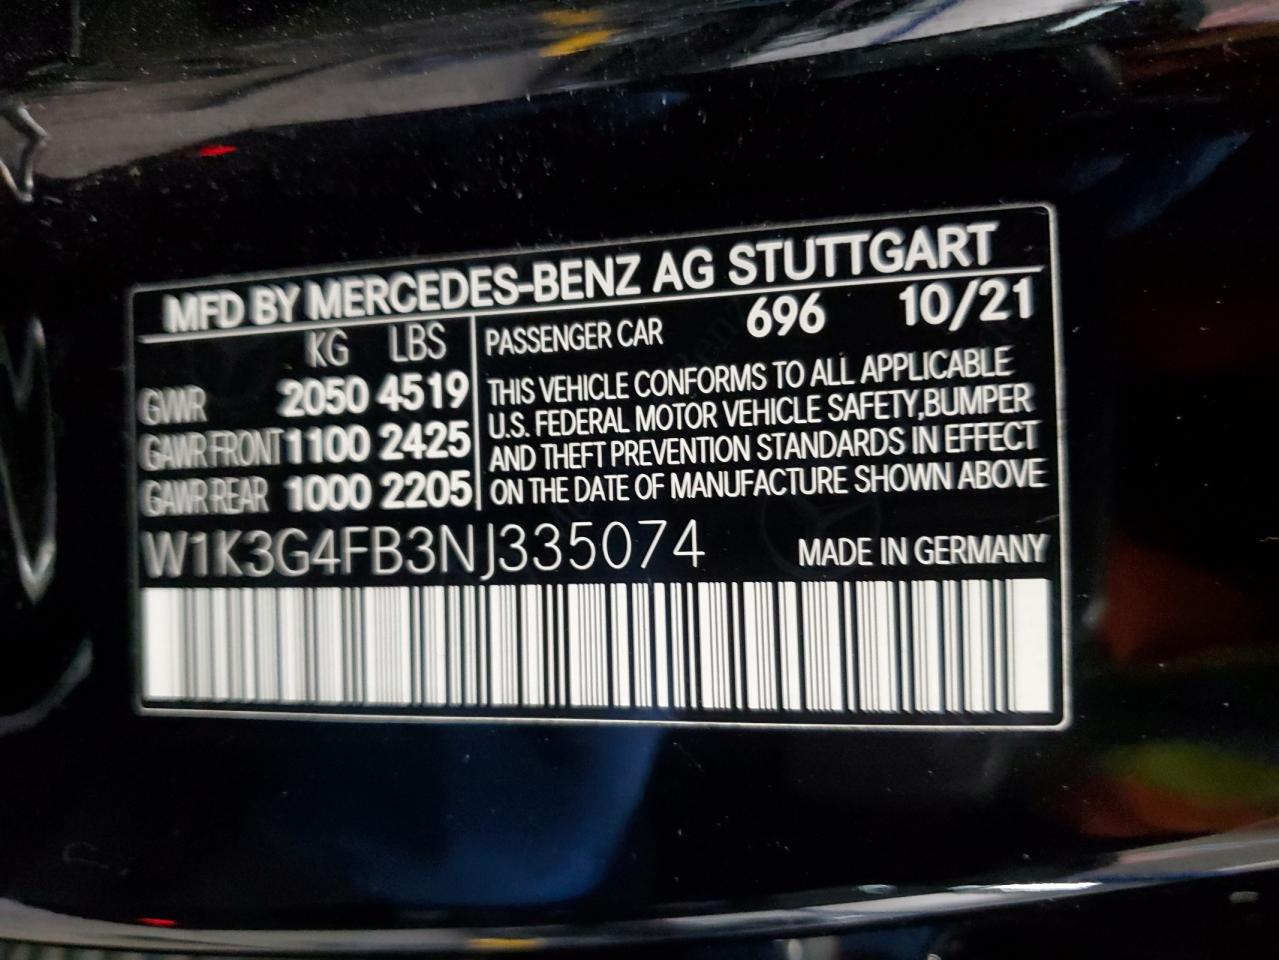 MFD BY MERCEDES-BENZ AG STUTTGART
KG LBS
GVWR 2050 4519
GAWR FRONT 1100 2425
GAWR REAR 1000 2205
PASSENGER CAR 696 10/21
THIS VEHICLE CONFORMS TO ALL APPLICABLE
U.S. FEDERAL MOTOR VEHICLE SAFETY,BUMPER
AND THEFT PREVENTION STANDARDS IN EFFECT
ON THE DATE OF MANUFACTURE SHOWN ABOVE
W1K3G4FB3NJ335074 MADE IN GERMANY